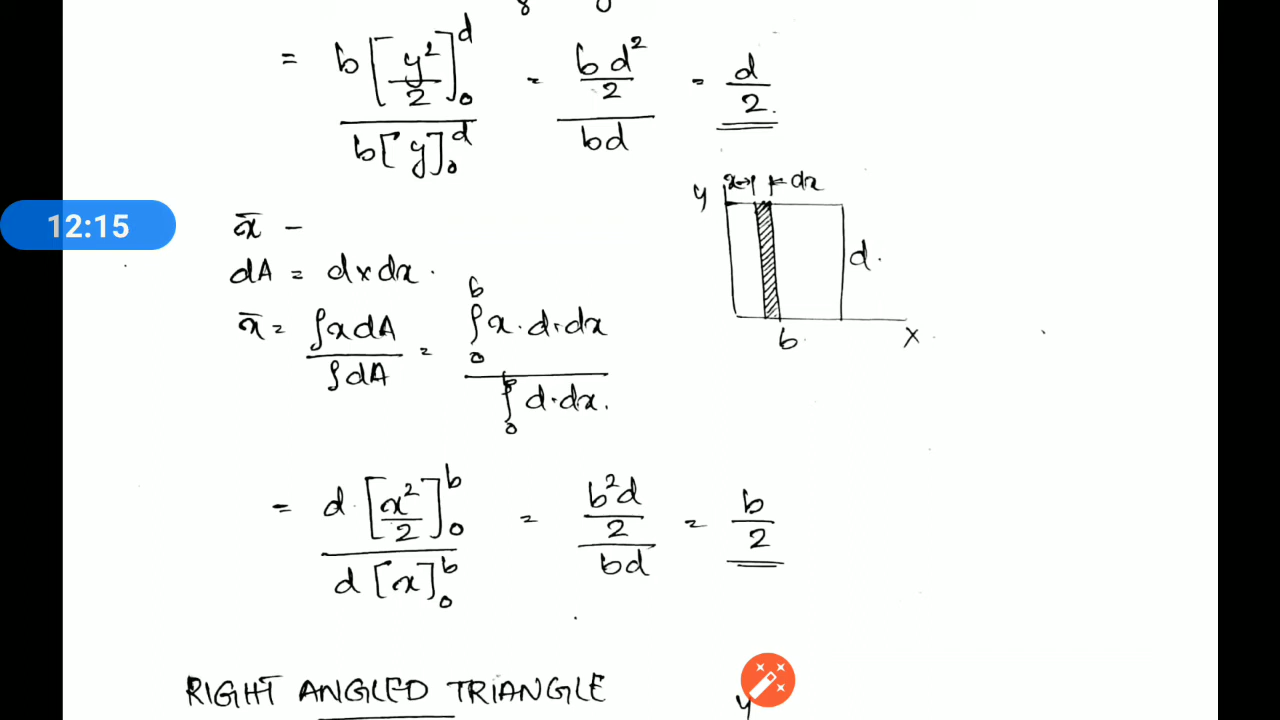 = b[y²/2]₀ᵈ / b[y]₀ᵈ = (bd²/2) / bd = d/2
y x dx
12:15
x̄ –
d.
dA = d x dx.
x̄ = ∫xdA / ∫dA = ∫₀ᵇ x·d·dx / ∫₀ᵇ d·dx.
b. x
= d[x²/2]₀ᵇ / d[x]₀ᵇ = (b²d/2) / bd = b/2
RIGHT ANGLED TRIANGLE
y